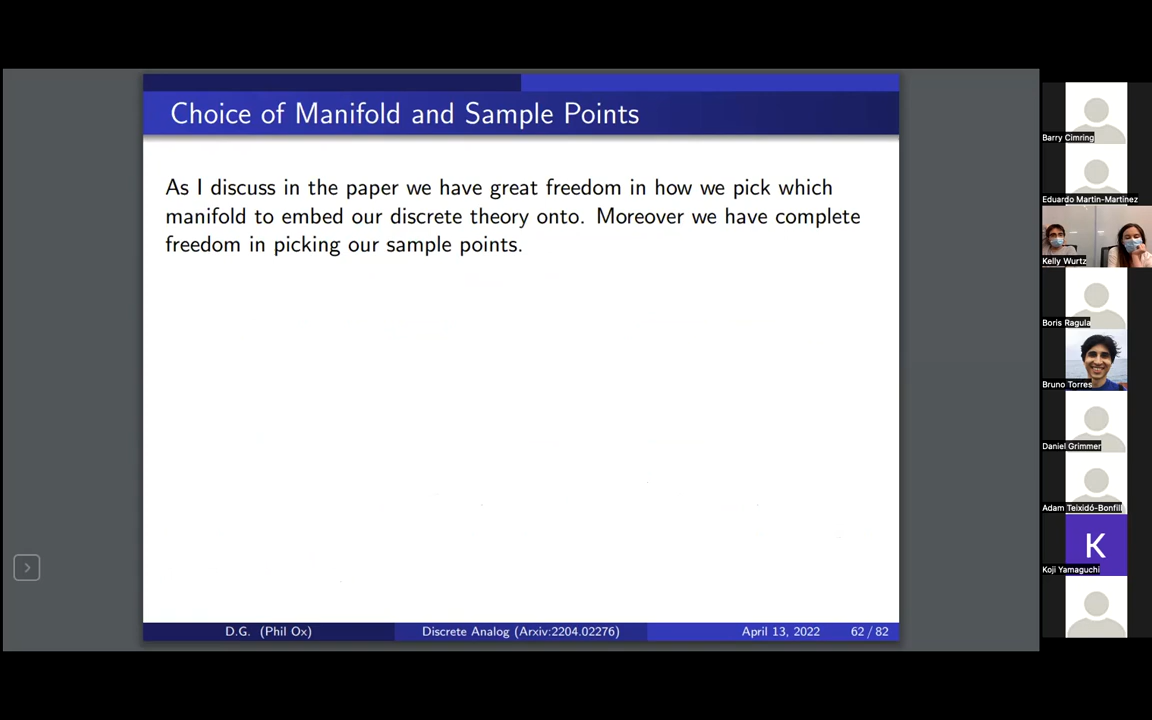 Choice of Manifold and Sample Points
As I discuss in the paper we have great freedom in how we pick which
manifold to embed our discrete theory onto. Moreover we have complete
freedom in picking our sample points.
D.G. (Phil Ox)
Discrete Analog (Arxiv:2204.02276)
April 13, 2022
62 / 82
Barry Cimring
Eduardo Martin-Martinez
Kelly Wurtz
Boris Ragula
Bruno Torres
Daniel Grimmer
Adam Teixidó-Bonfill
K
Koji Yamaguchi